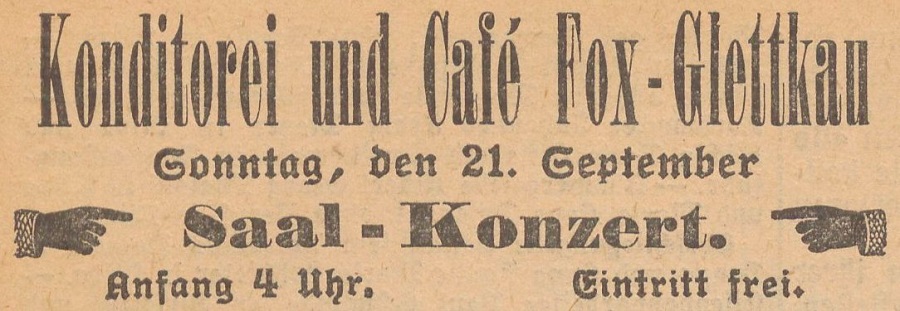 Konditorei und Café Fox-Glettkau
Sonntag, den 21. September
Saal-Konzert.
Anfang 4 Uhr. Eintritt frei.